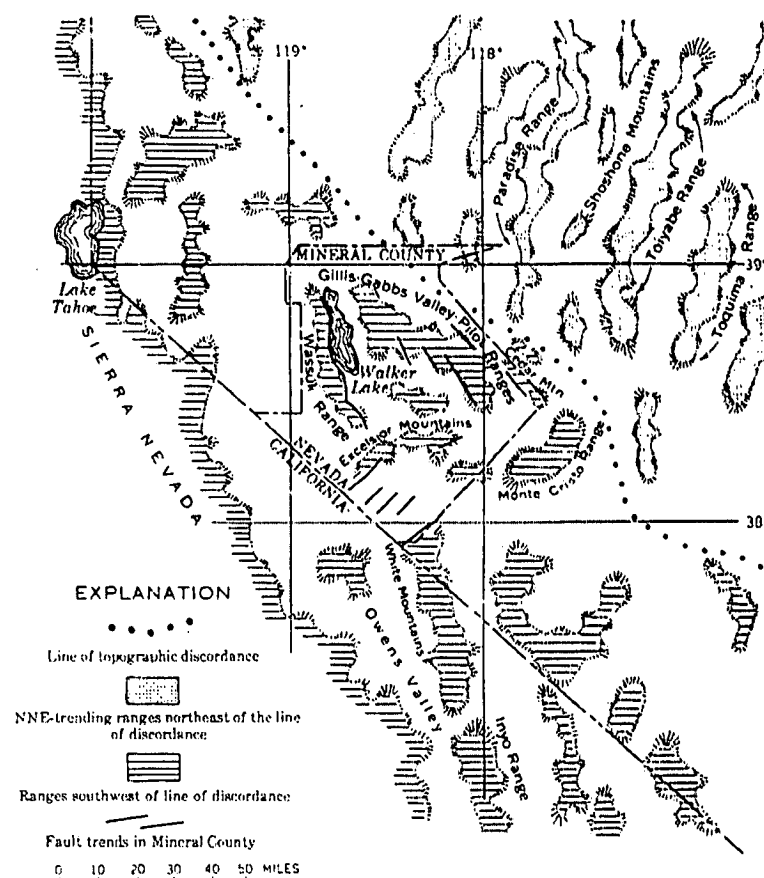 119°
118°
Paradise Range
Shoshone Mountains
Toiyabe Range
Toquima Range
MINERAL COUNTY
39°
Lake Tahoe
Gillis Gabbs Valley Pilot Ranges
Walker Lake
Wassuk Range
Cedar Mtn
Excelsior Mountains
Monte Cristo Range
SIERRA NEVADA
NEVADA
CALIFORNIA
30
White Mountains
Owens Valley
Inyo Range
EXPLANATION
Line of topographic discordance
NNE-trending ranges northeast of the line
of discordance
Ranges southwest of line of discordance
Fault trends in Mineral County
0 10 20 30 40 50 MILES